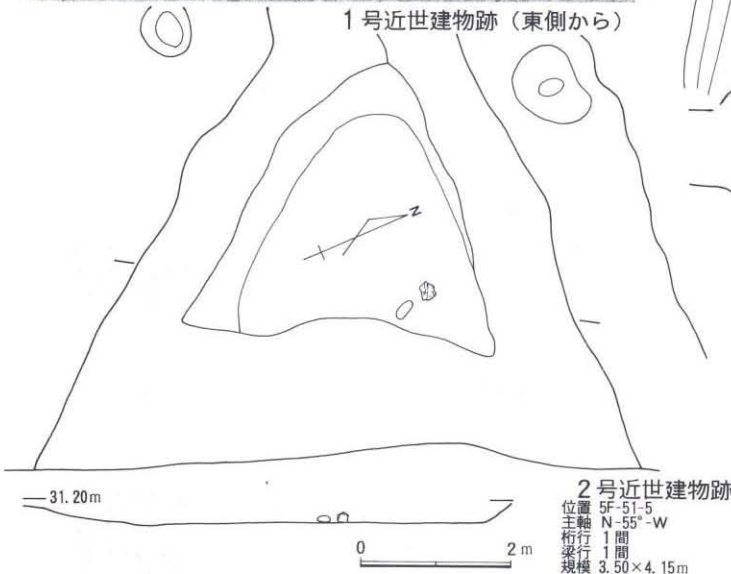 1号近世建物跡（東側から）
N
31.20m
0 2m
2号近世建物跡
位置 5F-51-5
主軸 N-55°-W
桁行 1間
梁行 1間
規模 3.50×4.15m